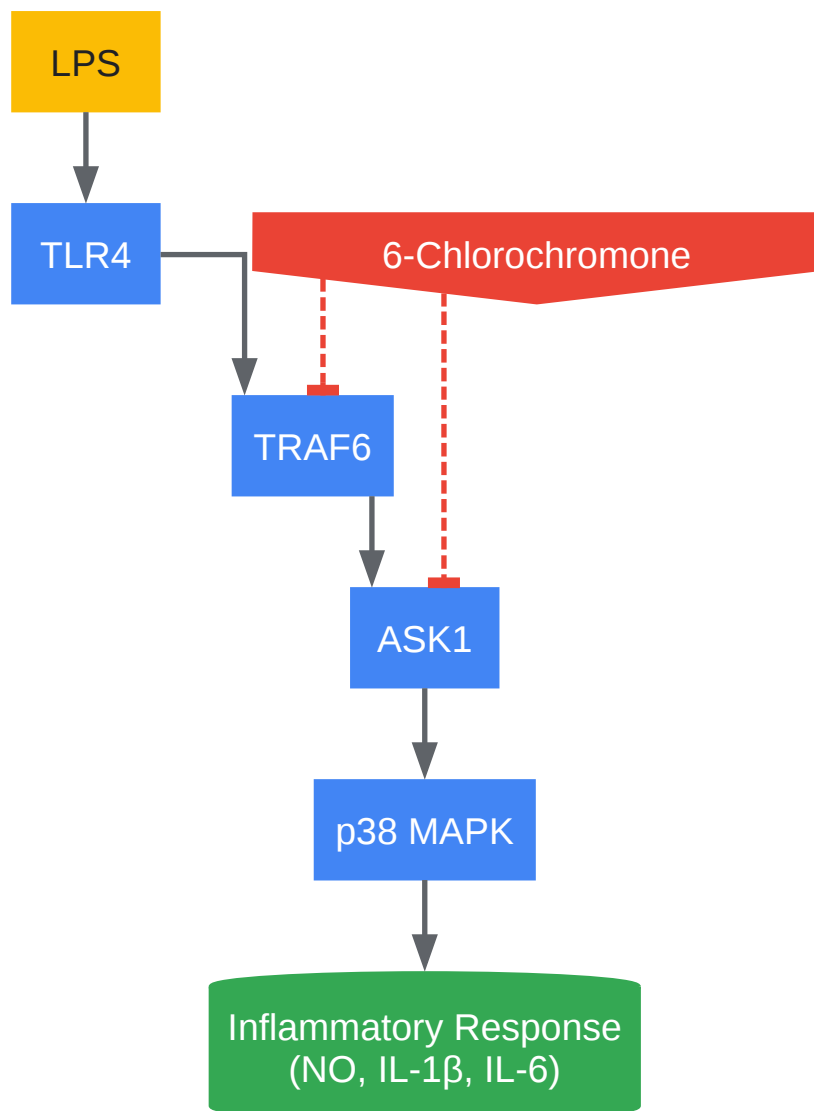 LPS
TLR4
6-Chlorochromone
TRAF6
ASK1
p38 MAPK
Inflammatory Response
(NO, IL-1β, IL-6)